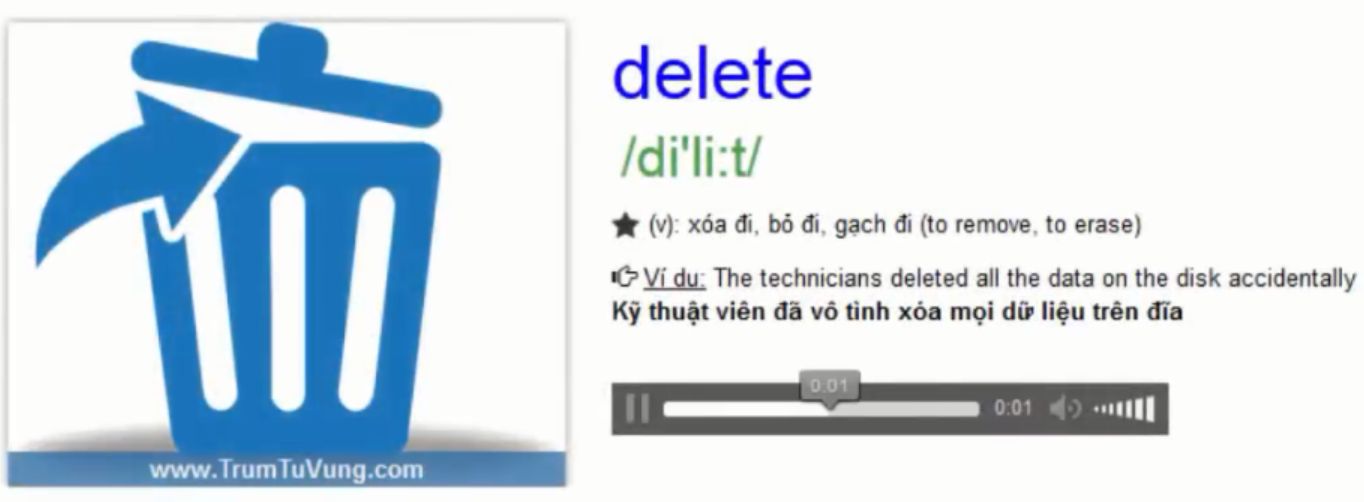 delete
/di'li:t/
★ (v): xóa đi, bỏ đi, gạch đi (to remove, to erase)
Ví dụ: The technicians deleted all the data on the disk accidentally
Kỹ thuật viên đã vô tình xóa mọi dữ liệu trên đĩa
0:01
0:01
www.TrumTuVung.com